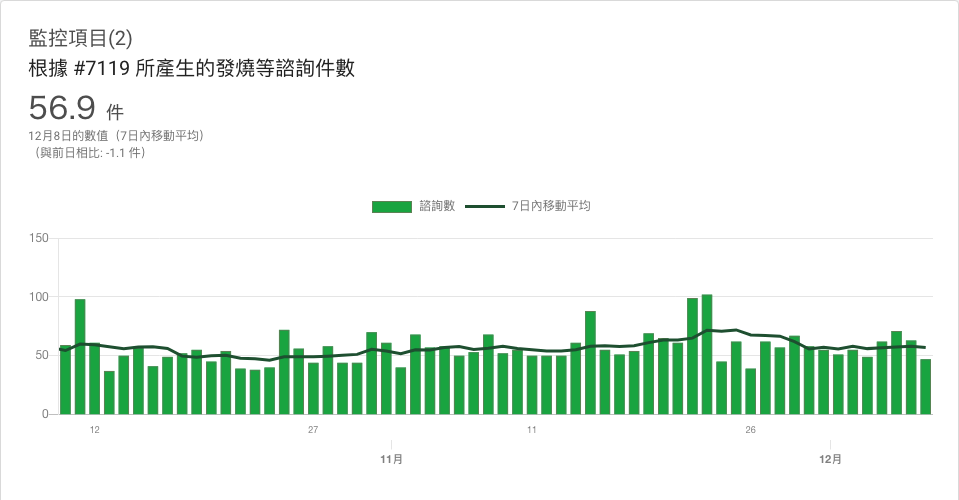 監控項目(2)
根據 #7119 所產生的發燒等諮詢件數
56.9 件
12月8日的數值（7日內移動平均）
（與前日相比: -1.1 件）
諮詢數 7日內移動平均
150
100
50
0
12 27 11 26
11月 12月